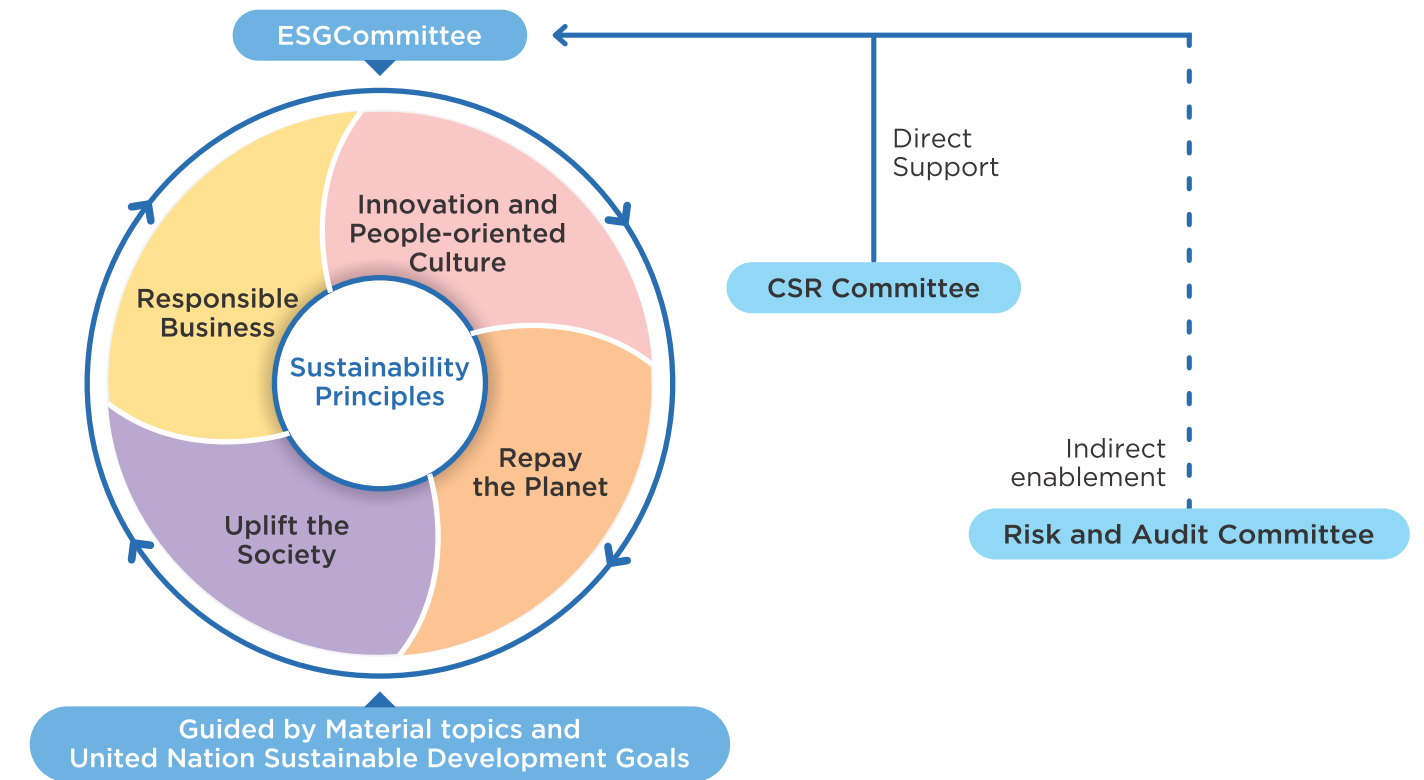 ESGCommittee
Direct
Support
Innovation and
People-oriented
Culture
CSR Committee
Responsible
Business
Sustainability
Principles
Repay
the Planet
Indirect
enablement
Uplift the
Society
Risk and Audit Committee
Guided by Material topics and
United Nation Sustainable Development Goals